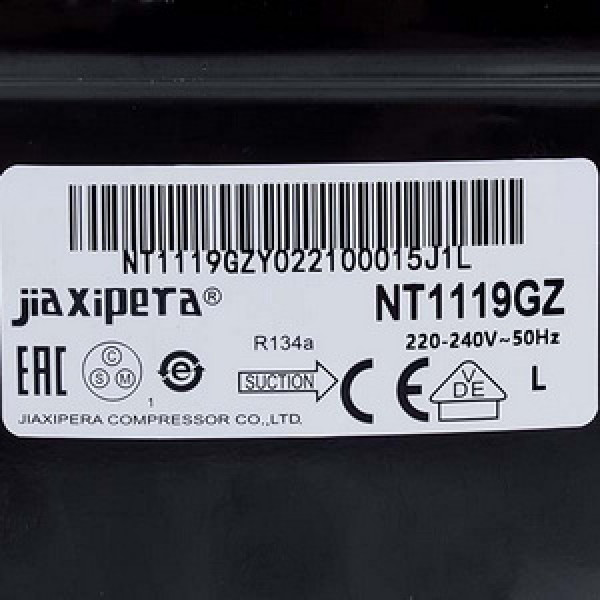 NT1119GZY022100015J1L
jiaxipera®
NT1119GZ
220-240V~50Hz
R134a
EAC
C
S M
1
e
SUCTION
CE
VDE
L
JIAXIPERA COMPRESSOR CO.,LTD.